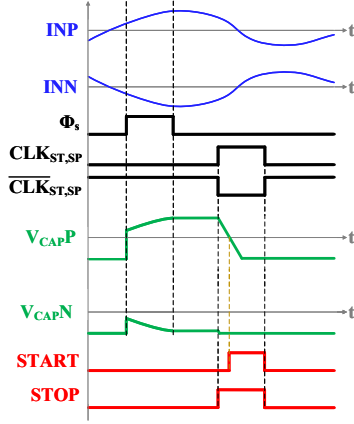 INP
t
INN
t
Φs
CLKST,SP
CLKST,SP
VCAPP
t
VCAPN
t
START
STOP